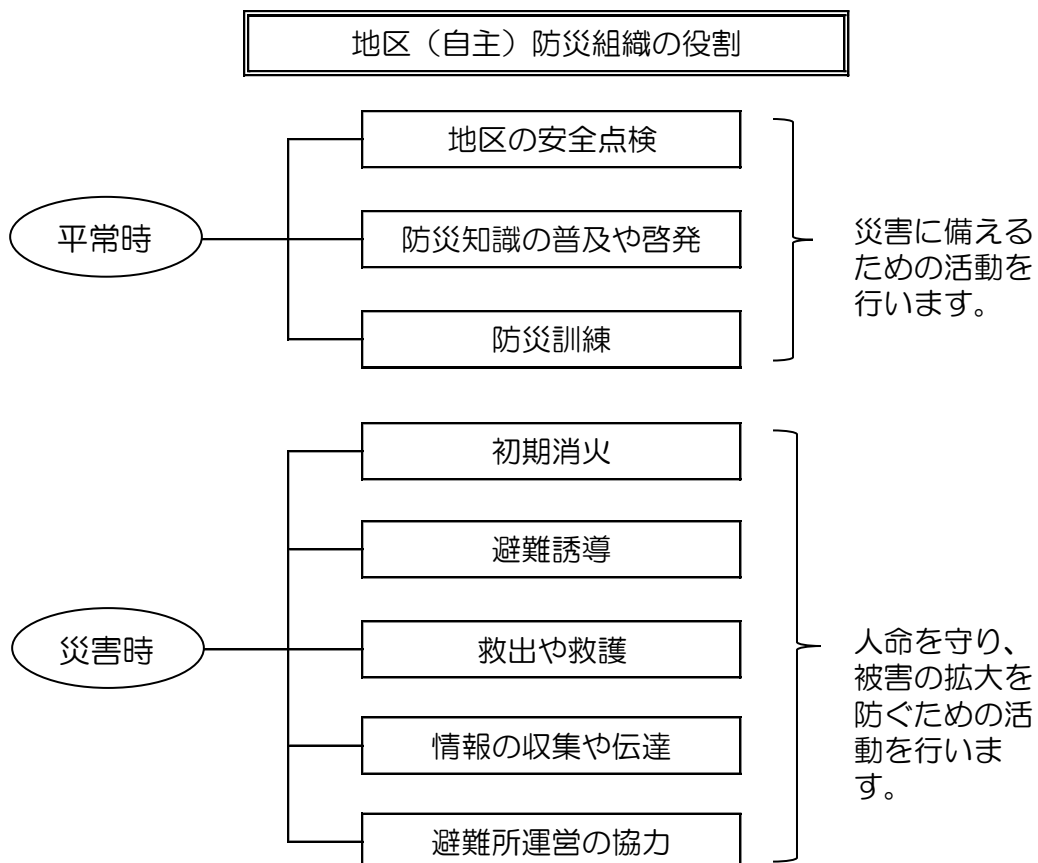 地区（自主）防災組織の役割
地区の安全点検
平常時
防災知識の普及や啓発
防災訓練
災害に備える
ための活動を
行います。
初期消火
避難誘導
災害時
救出や救護
情報の収集や伝達
避難所運営の協力
人命を守り、
被害の拡大を
防ぐための活
動を行いま
す。